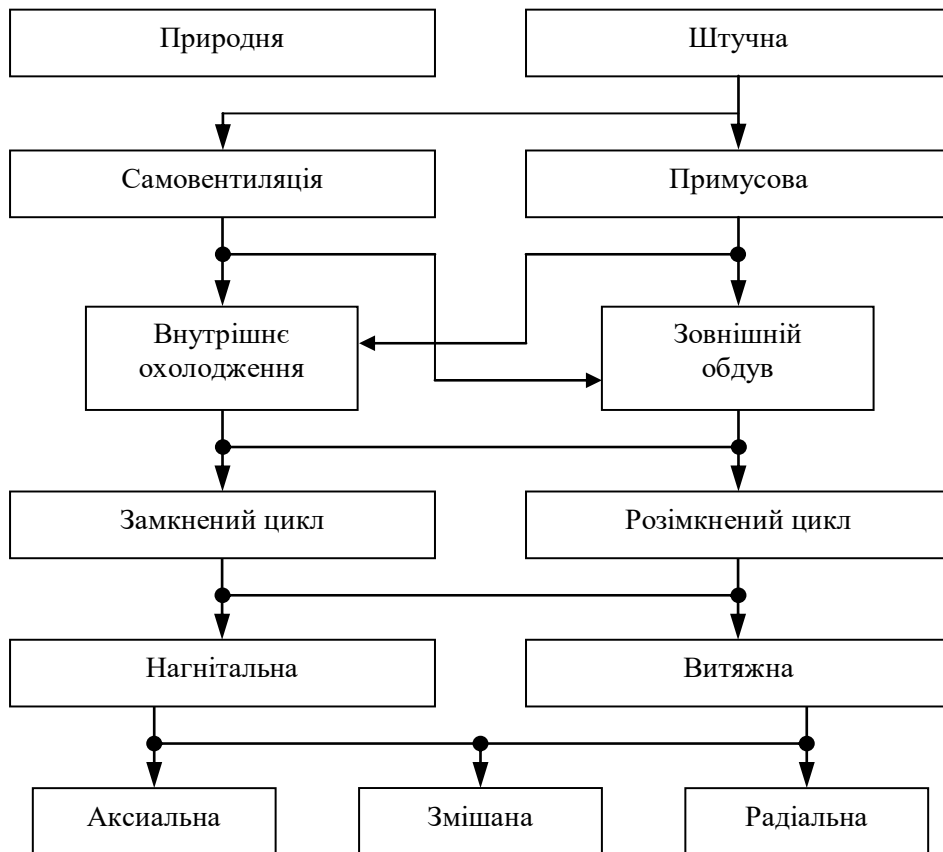 Природня
Штучна
Самовентиляція
Примусова
Внутрішнє
охолодження
Зовнішній
обдув
Замкнений цикл
Розімкнений цикл
Нагнітальна
Витяжна
Аксиальна
Змішана
Радіальна